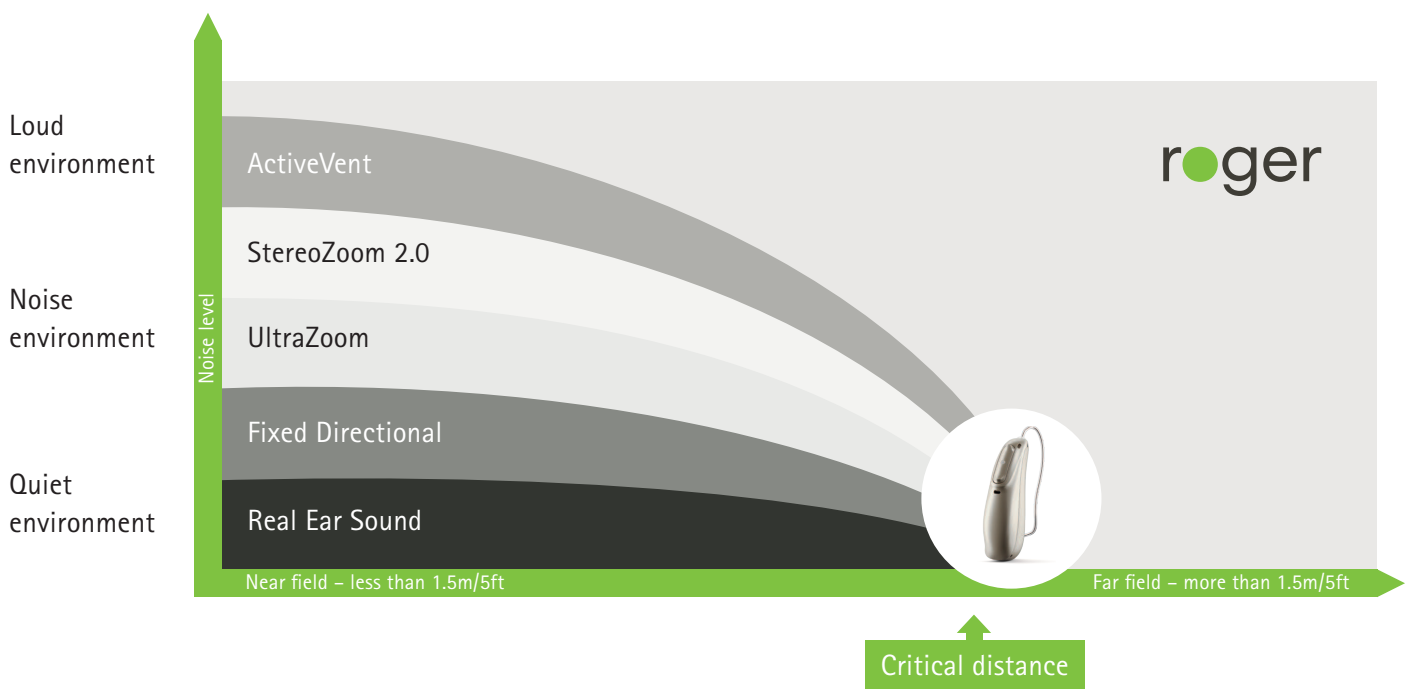 Loud
environment
ActiveVent
roger
StereoZoom 2.0
Noise
environment
Noise level
UltraZoom
Fixed Directional
Quiet
environment
Real Ear Sound
Near field – less than 1.5m/5ft
Far field – more than 1.5m/5ft
Critical distance